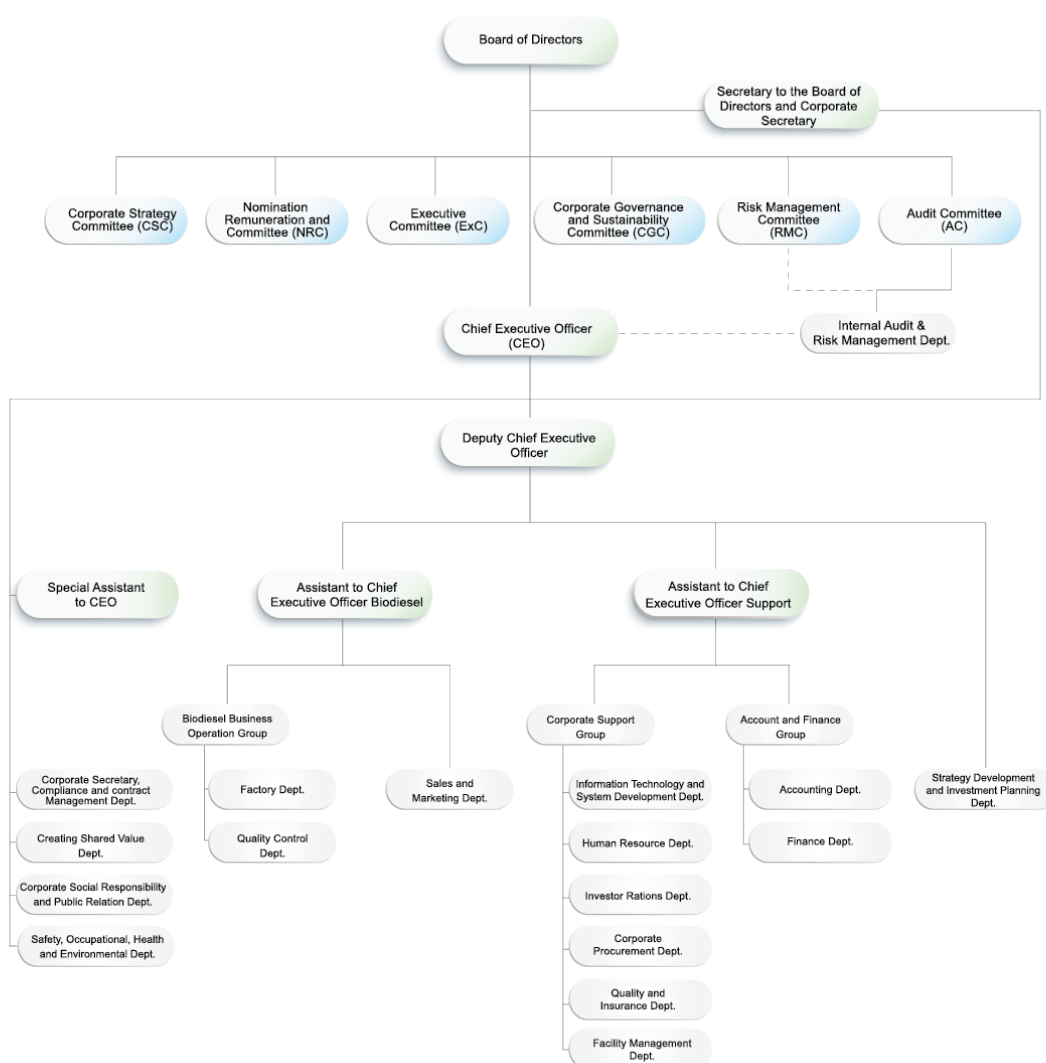 Board of Directors
Secretary to the Board of
Directors and Corporate
Secretary
Corporate Strategy
Committee (CSC)
Nomination
Remuneration and
Committee (NRC)
Executive
Committee (ExC)
Corporate Governance
and Sustainability
Committee (CGC)
Risk Management
Committee
(RMC)
Audit Committee
(AC)
Chief Executive Officer
(CEO)
Internal Audit &
Risk Management Dept.
Deputy Chief Executive
Officer
Special Assistant
to CEO
Assistant to Chief
Executive Officer Biodiesel
Assistant to Chief
Executive Officer Support
Biodiesel Business
Operation Group
Corporate Support
Group
Account and Finance
Group
Corporate Secretary,
Compliance and contract
Management Dept.
Factory Dept.
Sales and
Marketing Dept.
Information Technology and
System Development Dept.
Accounting Dept.
Strategy Development
and Investment Planning
Dept.
Creating Shared Value
Dept.
Quality Control
Dept.
Human Resource Dept.
Finance Dept.
Corporate Social Responsibility
and Public Relation Dept.
Investor Rations Dept.
Safety, Occupational, Health
and Environmental Dept.
Corporate
Procurement Dept.
Quality and
Insurance Dept.
Facility Management
Dept.